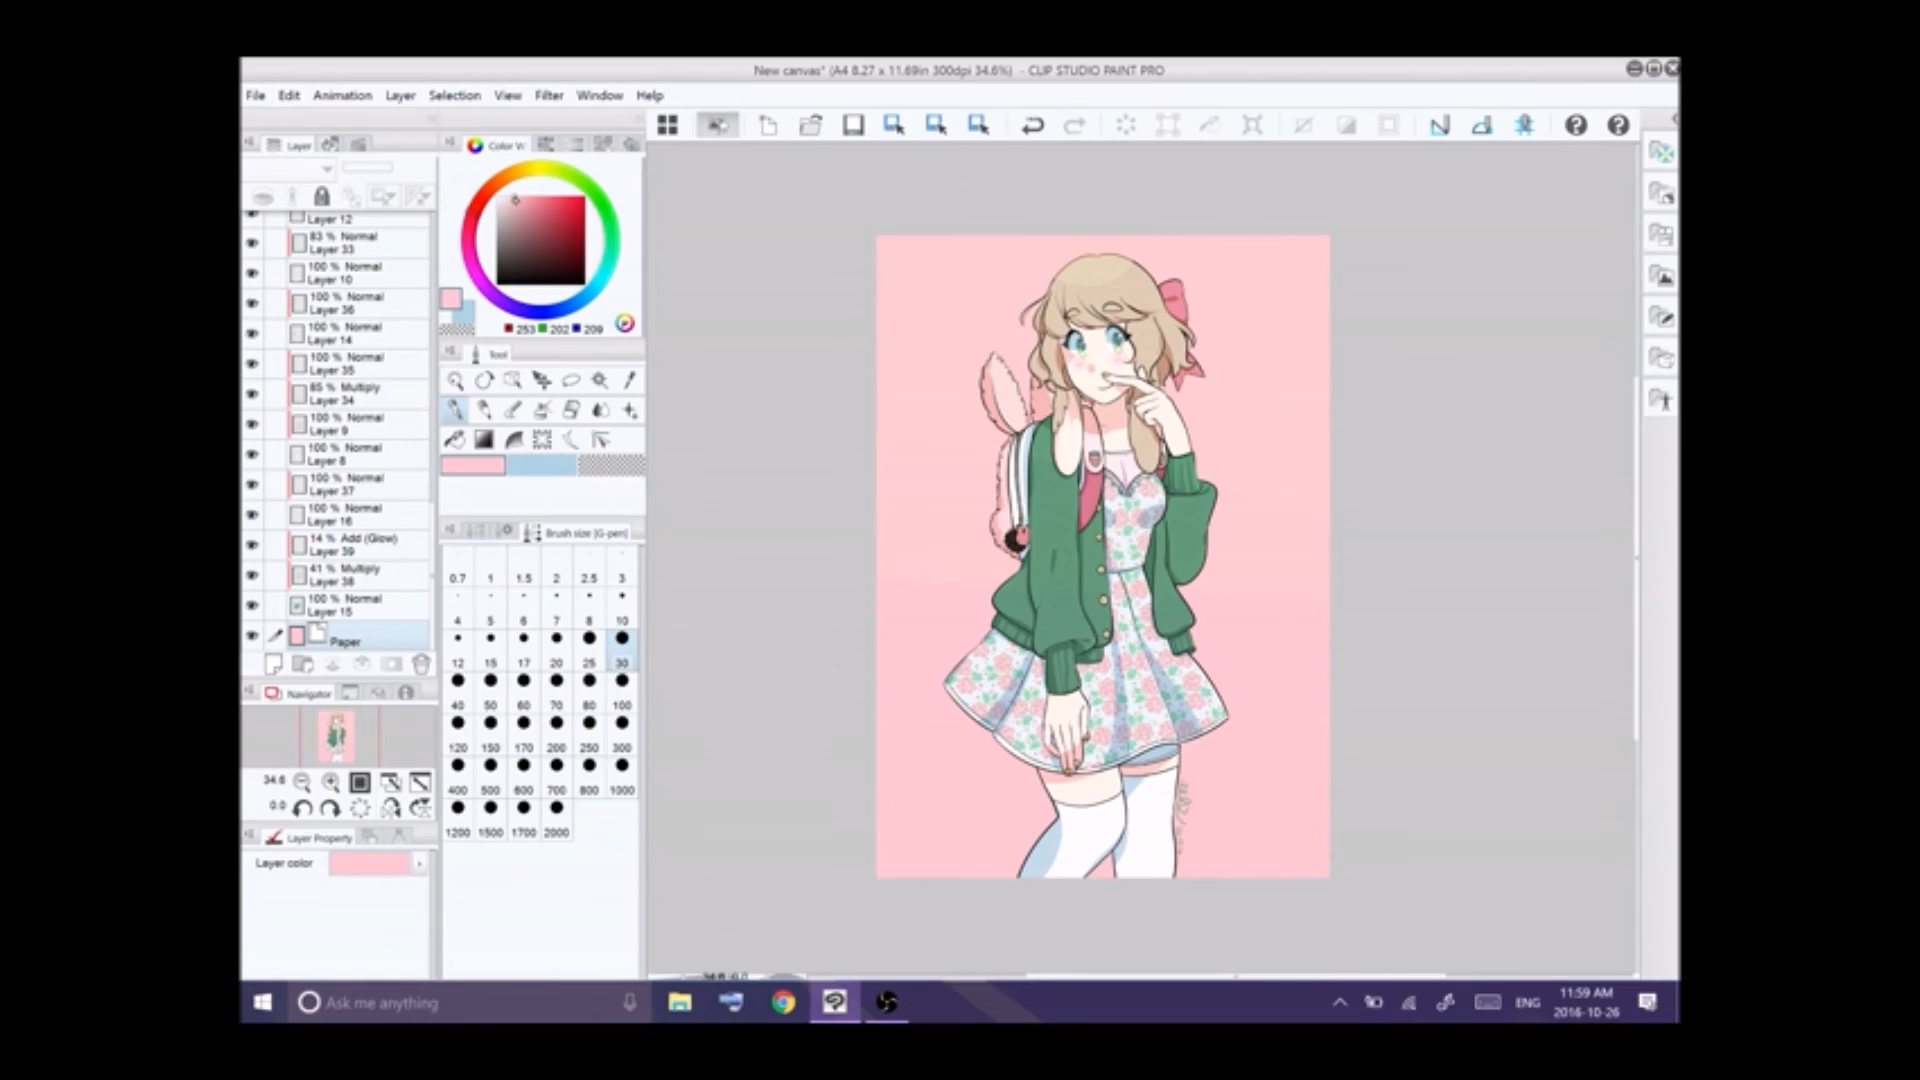 New canvas* (A4 8.27 x 11.69in 300dpi 34.6%) - CLIP STUDIO PAINT PRO
File Edit Animation Layer Selection View Filter Window Help
Layer
Color W
Layer 12
83 % Normal
Layer 33
100 % Normal
Layer 10
100 % Normal
Layer 36
100 % Normal
Layer 14
100 % Normal
Layer 35
85 % Multiply
Layer 34
100 % Normal
Layer 9
100 % Normal
Layer 8
100 % Normal
Layer 37
100 % Normal
Layer 16
14 % Add (Glow)
Layer 39
41 % Multiply
Layer 38
100 % Normal
Layer 15
Paper
253 202 209
Tool
Brush size [G-pen]
0.7 1 1.5 2 2.5 3
4 5 6 7 8 10
12 15 17 20 25 30
40 50 60 70 80 100
120 150 170 200 250 300
400 500 600 700 800 1000
1200 1500 1700 2000
Navigator
34.6
0.0
Layer Property
Layer color
Ask me anything
ENG
11:59 AM
2016-10-26